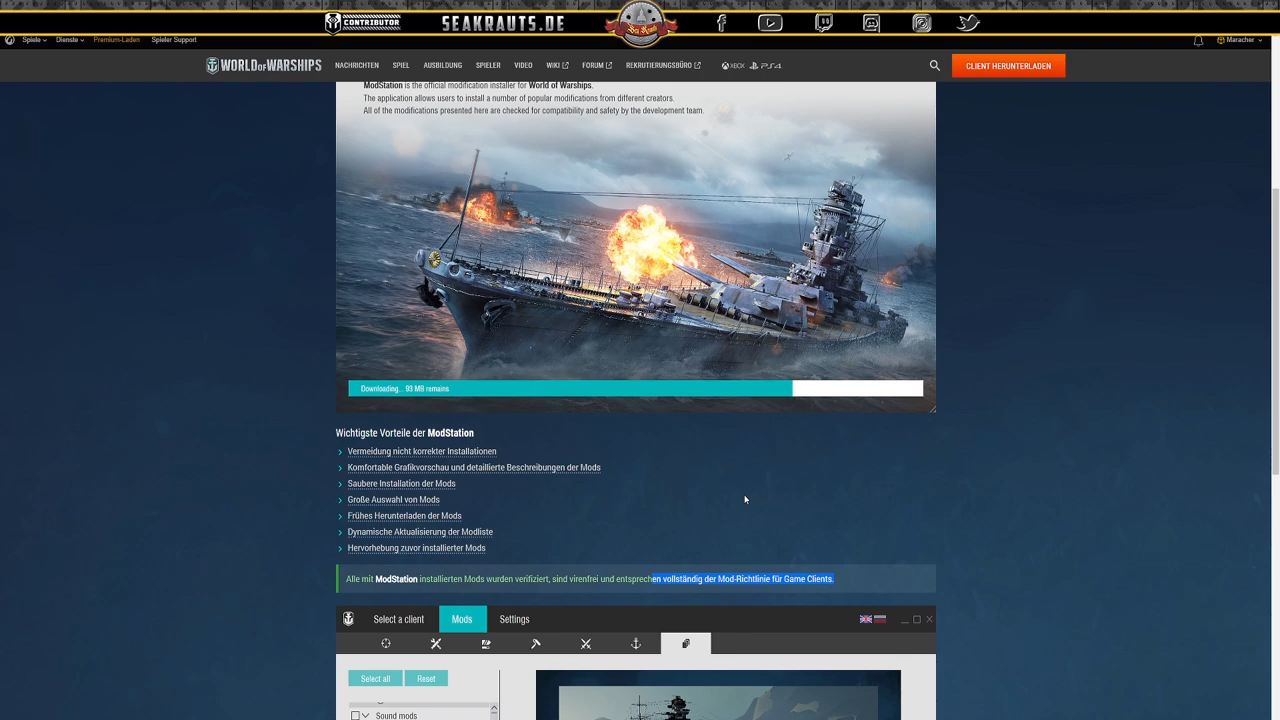 CONTRIBUTOR
SEAKRAUTS.DE
Sea Krauts
Spiele
Dienste
Premium-Laden
Spieler Support
Maracher
WORLD OF WARSHIPS
NACHRICHTEN
SPIEL
AUSBILDUNG
SPIELER
VIDEO
WIKI
FORUM
REKRUTIERUNGSBÜRO
XBOX
PS4
CLIENT HERUNTERLADEN
ModStation is the official modification installer for World of Warships.
The application allows users to install a number of popular modifications from different creators.
All of the modifications presented here are checked for compatibility and safety by the development team.
Downloading... 93 MB remains
Wichtigste Vorteile der ModStation
Vermeidung nicht korrekter Installationen
Komfortable Grafikvorschau und detaillierte Beschreibungen der Mods
Saubere Installation der Mods
Große Auswahl von Mods
Frühes Herunterladen der Mods
Dynamische Aktualisierung der Modliste
Hervorhebung zuvor installierter Mods
Alle mit ModStation installierten Mods wurden verifiziert, sind virenfrei und entsprechen vollständig der Mod-Richtlinie für Game Clients.
Select a client
Mods
Settings
Select all
Reset
Sound mods